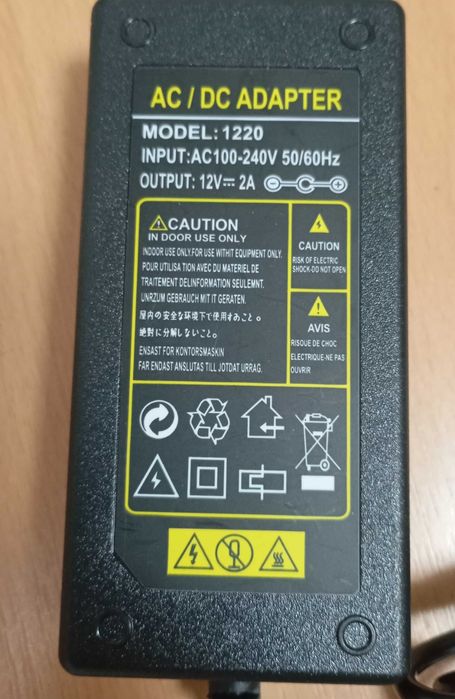 AC / DC ADAPTER
MODEL: 1220
INPUT:AC100-240V 50/60Hz
OUTPUT: 12V⎓ 2A
CAUTION
IN DOOR USE ONLY
INDOOR USE ONLY.FOR USE WITHIT EQUIPMENT ONLY.
POUR UTILISA TION AVEC DU MATERIEL DE
TRAITEMENT DELINFORMATION SEULEMNT.
UNRZUM GEBRAUCH MIT IT GERATEN.
屋内の安全な環境下で使用すること。
絶対に分解しないこと。
ENSAST FOR KONTORSMASKIN
FAR ENDAST ANSLUTAS TILL JOTDAT URRAG.
CAUTION
RISK OF ELECTRIC
SHOCK-DO NOT OPEN
AVIS
RISOUE DE CHOC
ELECTRIQUE-NE PAS
OUVRIR